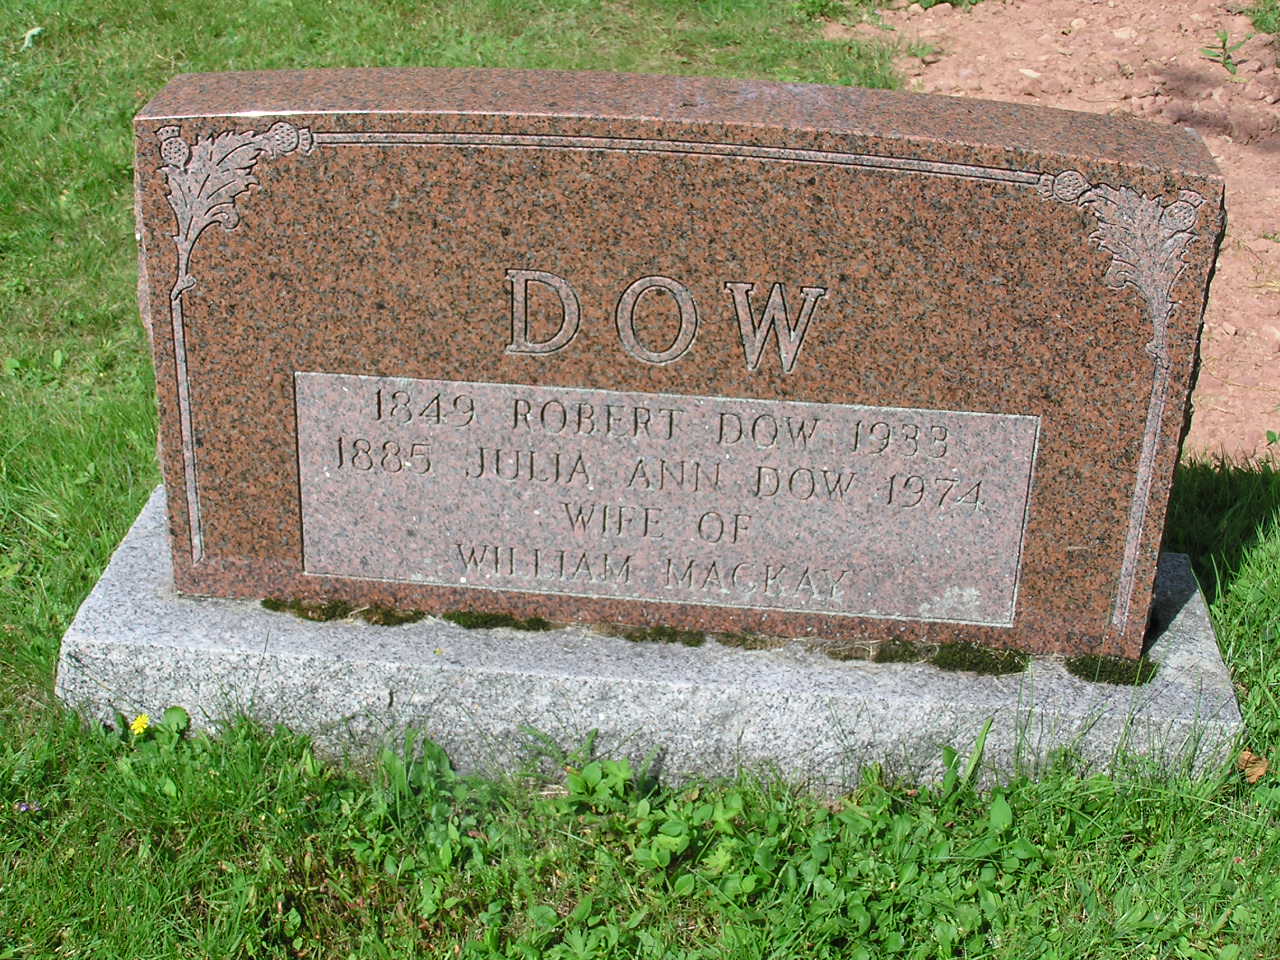 DOW
1849 ROBERT DOW 1933
1885 JULIA ANN DOW 1974
WIFE OF
WILLIAM MACKAY